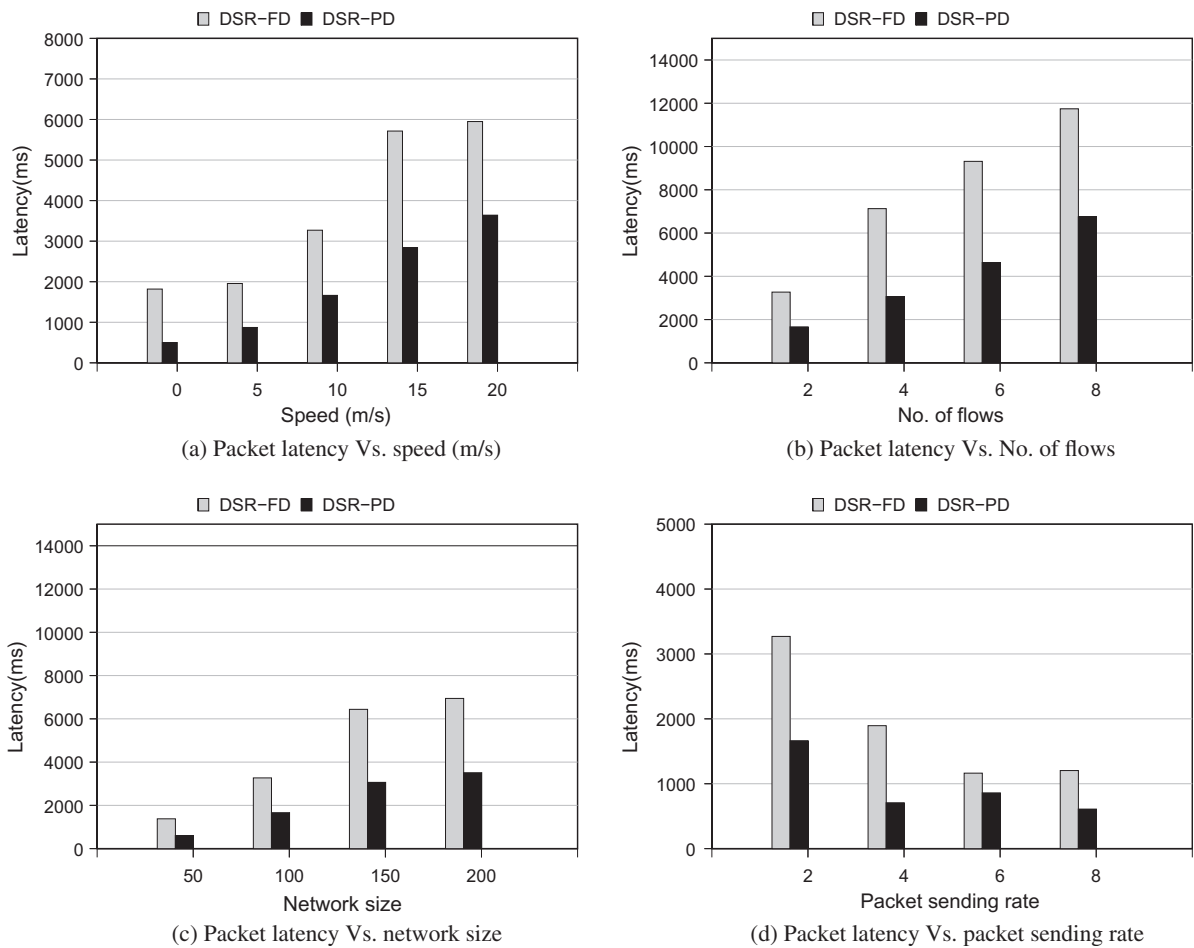 DSR−FD DSR−PD
8000
7000
6000
5000
4000
3000
2000
1000
0
Latency(ms)
0 5 10 15 20
Speed (m/s)
(a) Packet latency Vs. speed (m/s)
DSR−FD DSR−PD
14000
12000
10000
8000
6000
4000
2000
0
Latency(ms)
2 4 6 8
No. of flows
(b) Packet latency Vs. No. of flows
DSR−FD DSR−PD
14000
12000
10000
8000
6000
4000
2000
0
Latency(ms)
50 100 150 200
Network size
(c) Packet latency Vs. network size
DSR−FD DSR−PD
5000
4000
3000
2000
1000
0
Latency(ms)
2 4 6 8
Packet sending rate
(d) Packet latency Vs. packet sending rate